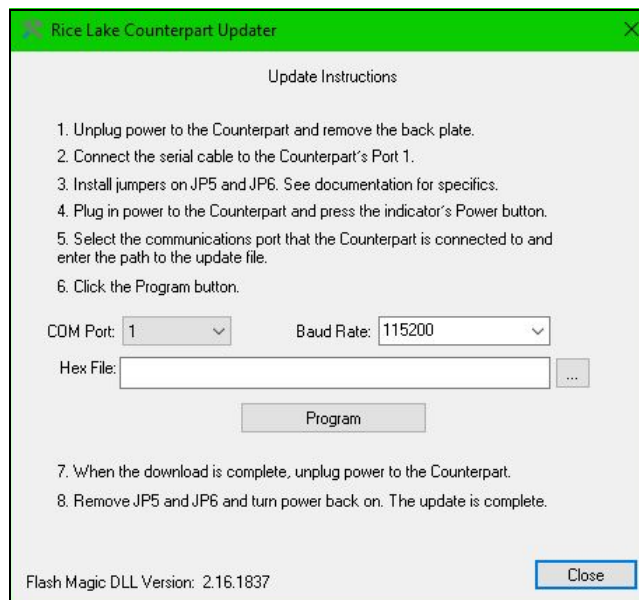 Rice Lake Counterpart Updater
Update Instructions
1. Unplug power to the Counterpart and remove the back plate.
2. Connect the serial cable to the Counterpart's Port 1.
3. Install jumpers on JP5 and JP6. See documentation for specifics.
4. Plug in power to the Counterpart and press the indicator's Power button.
5. Select the communications port that the Counterpart is connected to and
enter the path to the update file.
6. Click the Program button.
COM Port: 1 Baud Rate: 115200
Hex File: ...
Program
7. When the download is complete, unplug power to the Counterpart.
8. Remove JP5 and JP6 and turn power back on. The update is complete.
Flash Magic DLL Version: 2.16.1837 Close